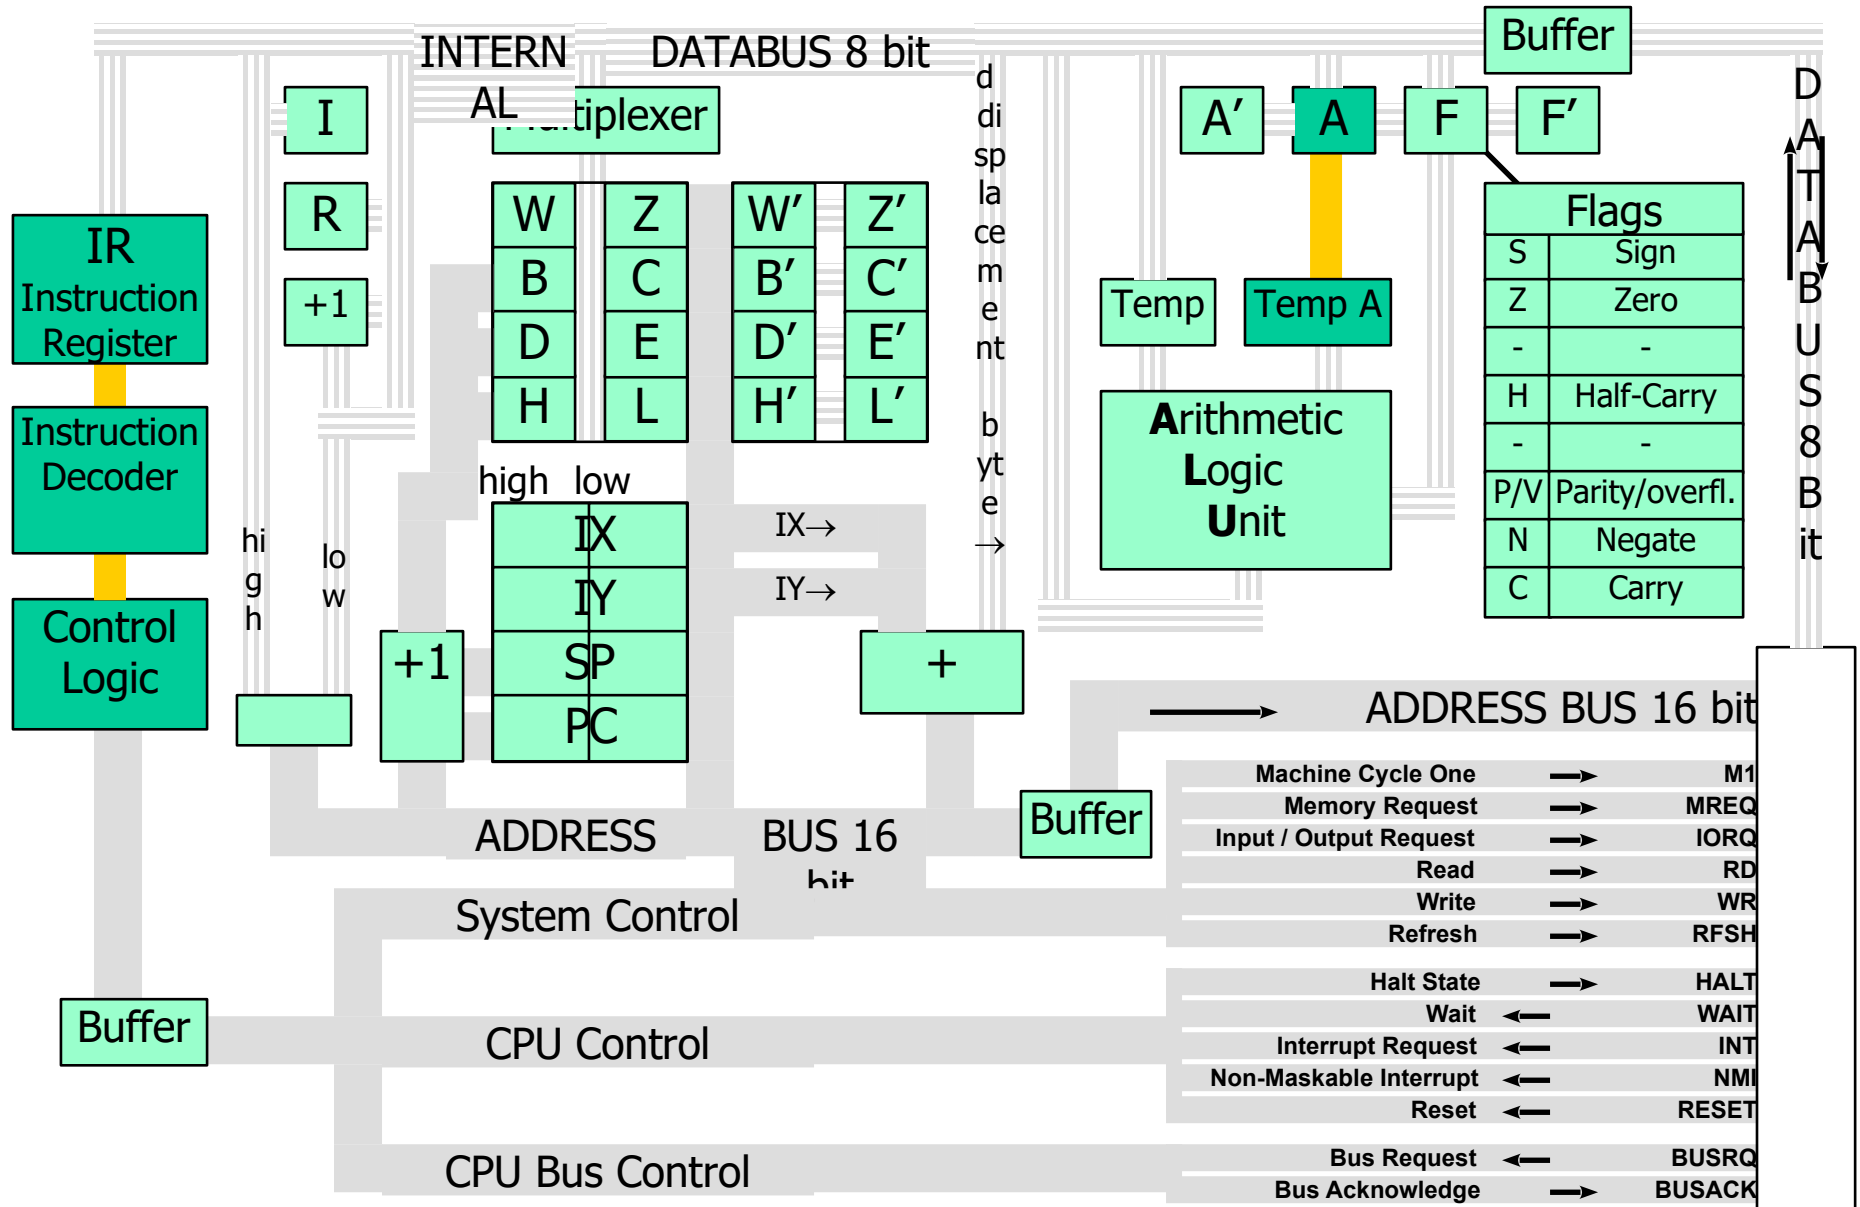 INTERN
AL
DATABUS 8 bit
Buffer
I
R
+1
tiplexer
A′
A
F
F′
d
di
sp
la
ce
m
e
nt
b
yt
e
→
D
A
T
A
B
U
S
8
B
it
IR
Instruction
Register
Instruction
Decoder
Control
Logic
W Z
B C
D E
H L
W′ Z′
B′ C′
D′ E′
H′ L′
Temp
Temp A
Arithmetic
Logic
Unit
Flags
S Sign
Z Zero
- -
H Half-Carry
- -
P/V Parity/overfl.
N Negate
C Carry
hi
g
h
lo
w
high low
IX
IY
SP
PC
+1
IX→
IY→
+
ADDRESS BUS 16 bit
Buffer
ADDRESS
BUS 16
bit
Machine Cycle One M1
Memory Request MREQ
Input / Output Request IORQ
Read RD
Write WR
Refresh RFSH
System Control
Halt State HALT
Wait WAIT
Interrupt Request INT
Non-Maskable Interrupt NMI
Reset RESET
Buffer
CPU Control
Bus Request BUSRQ
Bus Acknowledge BUSACK
CPU Bus Control